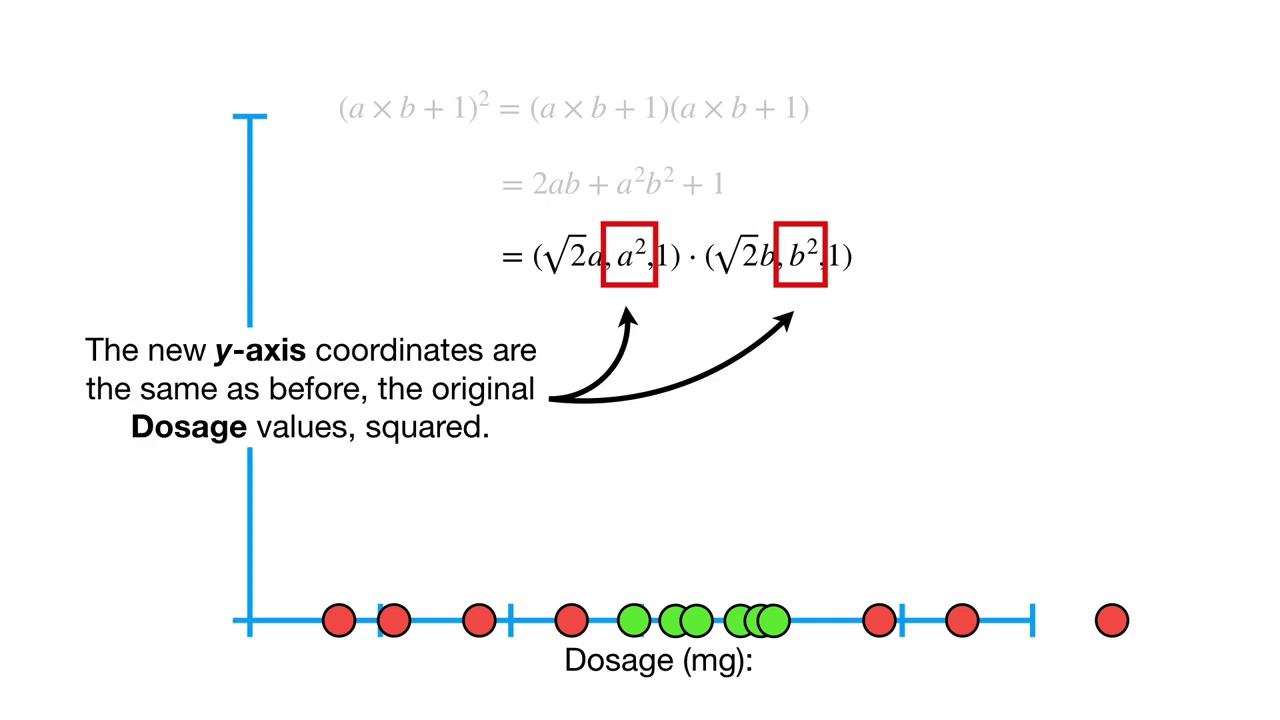 (a × b + 1)² = (a × b + 1)(a × b + 1)
= 2ab + a²b² + 1
= (√2a, a², 1) · (√2b, b², 1)
The new y-axis coordinates are
the same as before, the original
Dosage values, squared.
Dosage (mg):